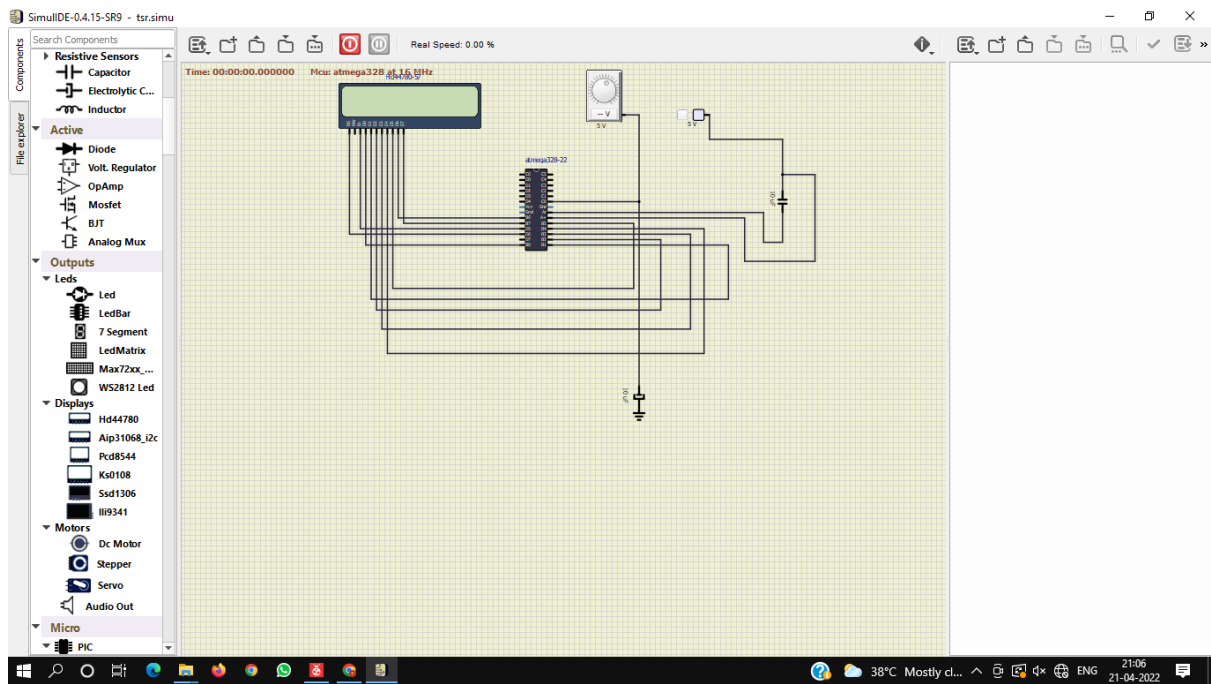 SimulIDE-0.4.15-SR9 - tsr.simu
Components
File explorer
Search Components
Resistive Sensors
Capacitor
Electrolytic C...
Inductor
Active
Diode
Volt. Regulator
OpAmp
Mosfet
BJT
Analog Mux
Outputs
Leds
Led
LedBar
7 Segment
LedMatrix
Max72xx_...
WS2812 Led
Displays
Hd44780
Aip31068_i2c
Pcd8544
Ks0108
Ssd1306
Ili9341
Motors
Dc Motor
Stepper
Servo
Audio Out
Micro
PIC
Real Speed: 0.00 %
»
Time: 00:00:00.000000 Mcu: atmega328 at 16 MHz
– V
5 V
5 V
atmega328-22
10 uF
10 uF
38°C Mostly cl... ENG
21:06
21-04-2022